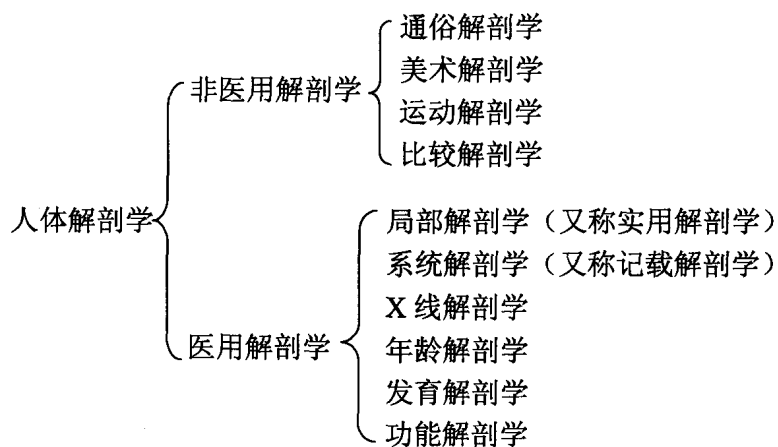 人体解剖学
非医用解剖学
通俗解剖学
美术解剖学
运动解剖学
比较解剖学
医用解剖学
局部解剖学（又称实用解剖学）
系统解剖学（又称记载解剖学）
X 线解剖学
年龄解剖学
发育解剖学
功能解剖学